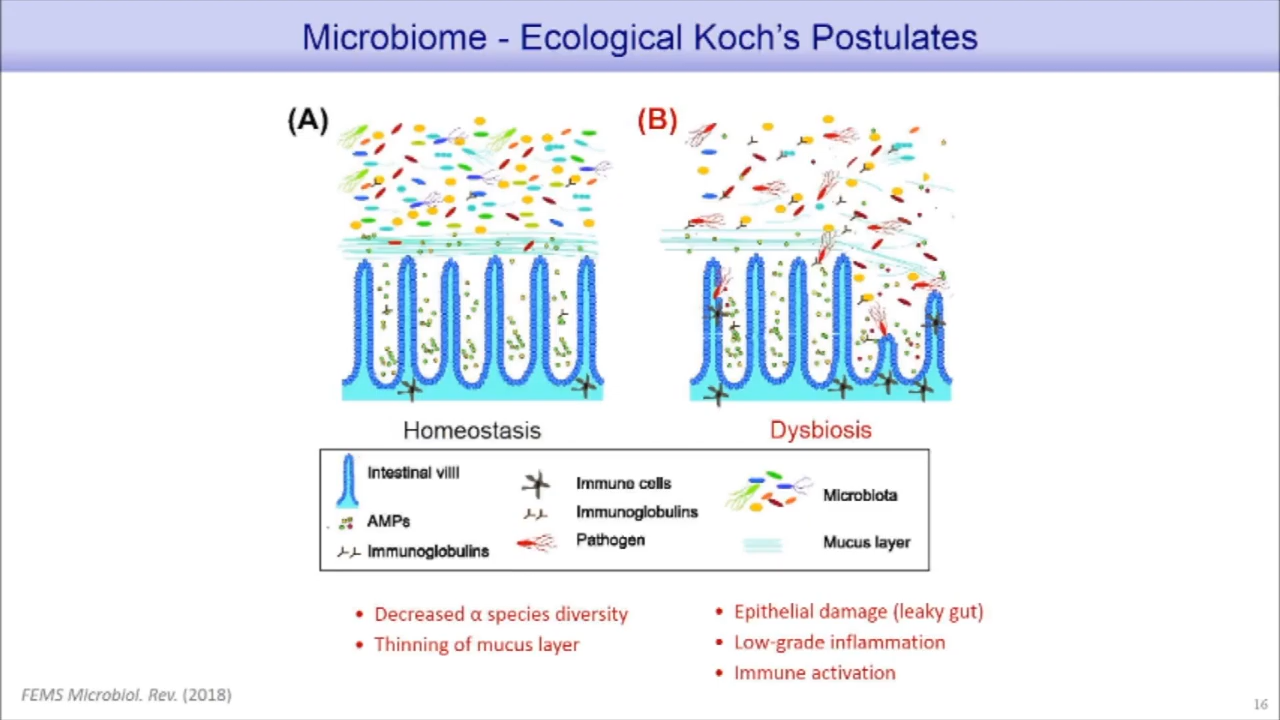 Microbiome - Ecological Koch's Postulates
(A)
(B)
Homeostasis
Dysbiosis
Intestinal villi
AMPs
Immunoglobulins
Immune cells
Immunoglobulins
Pathogen
Microbiota
Mucus layer
• Decreased α species diversity
• Thinning of mucus layer
• Epithelial damage (leaky gut)
• Low-grade inflammation
• Immune activation
FEMS Microbiol. Rev. (2018)
16